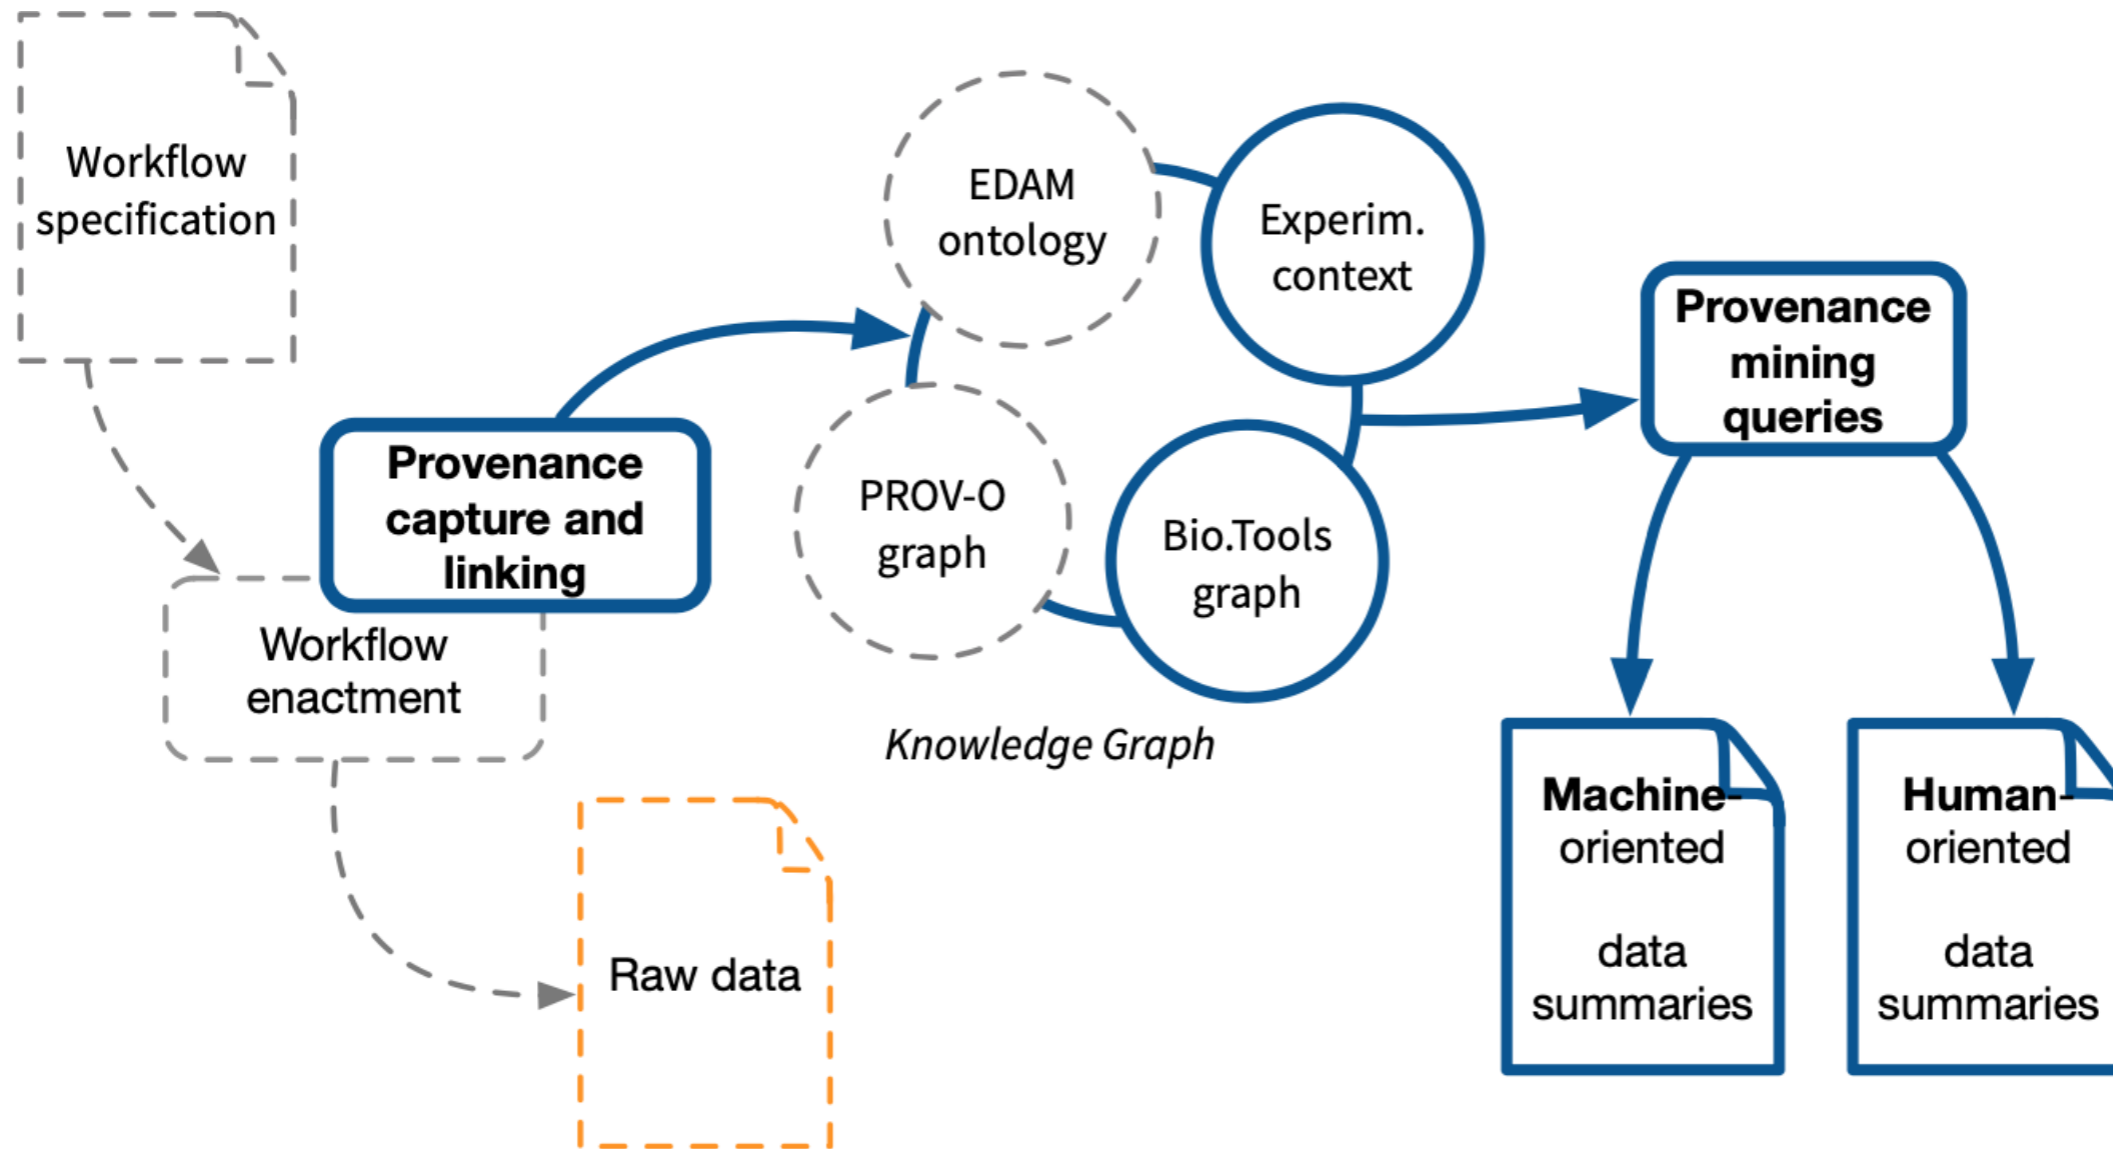 Workflow
specification
Provenance
capture and
linking
Workflow
enactment
Raw data
EDAM
ontology
Experim.
context
PROV-O
graph
Bio.Tools
graph
Knowledge Graph
Provenance
mining
queries
Machine-
oriented
data
summaries
Human-
oriented
data
summaries